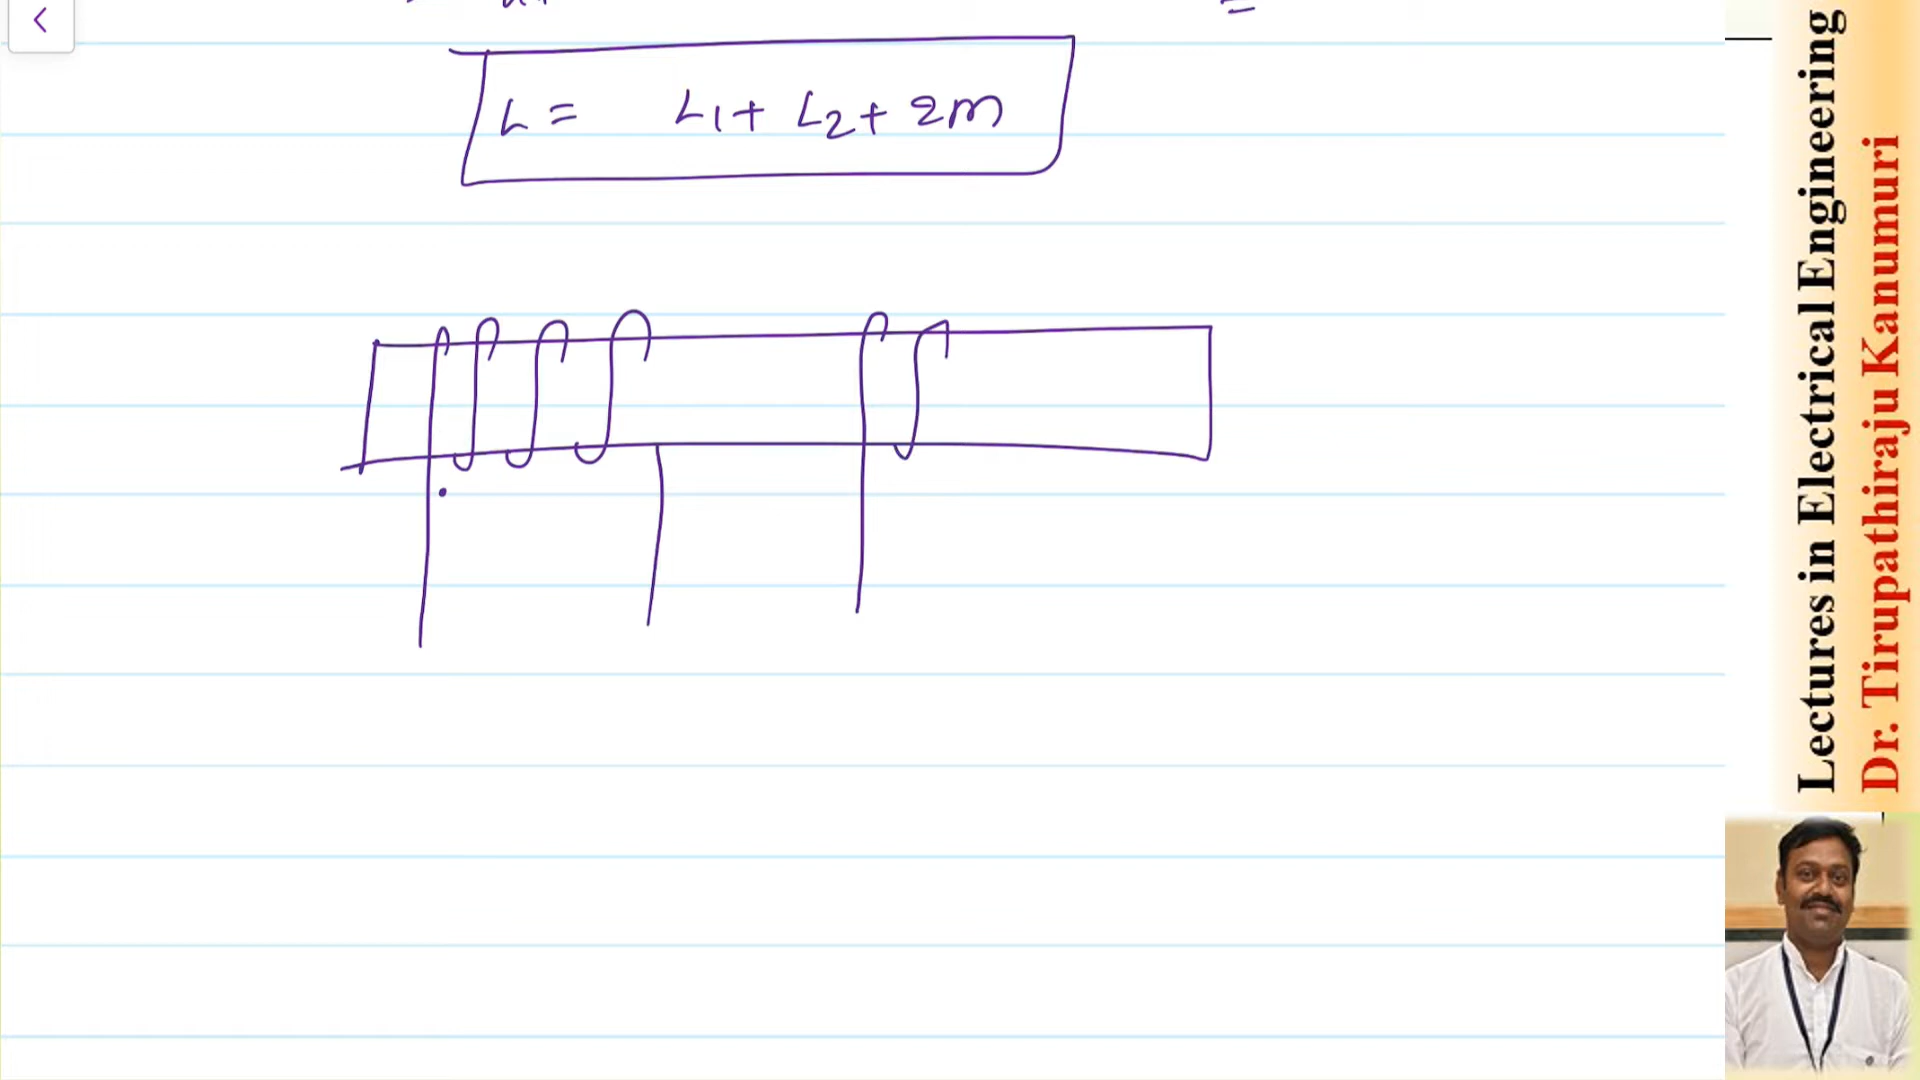 L = L1 + L2 + 2m
Lectures in Electrical Engineering
Dr. Tirupathiraju Kanumuri